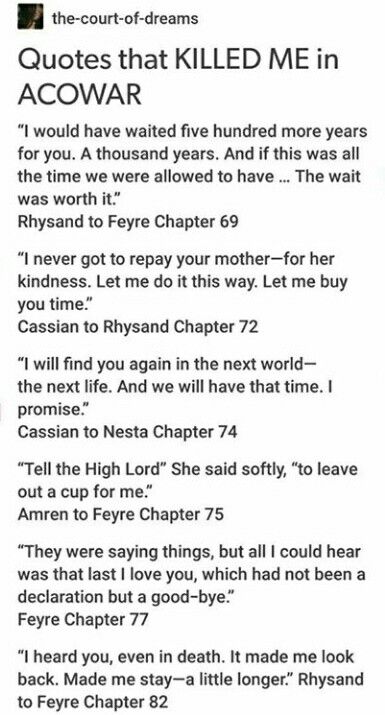 the-court-of-dreams
Quotes that KILLED ME in
ACOWAR
“I would have waited five hundred more years
for you. A thousand years. And if this was all
the time we were allowed to have ... The wait
was worth it.”
Rhysand to Feyre Chapter 69
“I never got to repay your mother—for her
kindness. Let me do it this way. Let me buy
you time.”
Cassian to Rhysand Chapter 72
“I will find you again in the next world—
the next life. And we will have that time. I
promise.”
Cassian to Nesta Chapter 74
“Tell the High Lord” She said softly, “to leave
out a cup for me.”
Amren to Feyre Chapter 75
“They were saying things, but all I could hear
was that last I love you, which had not been a
declaration but a good-bye.”
Feyre Chapter 77
“I heard you, even in death. It made me look
back. Made me stay—a little longer.” Rhysand
to Feyre Chapter 82